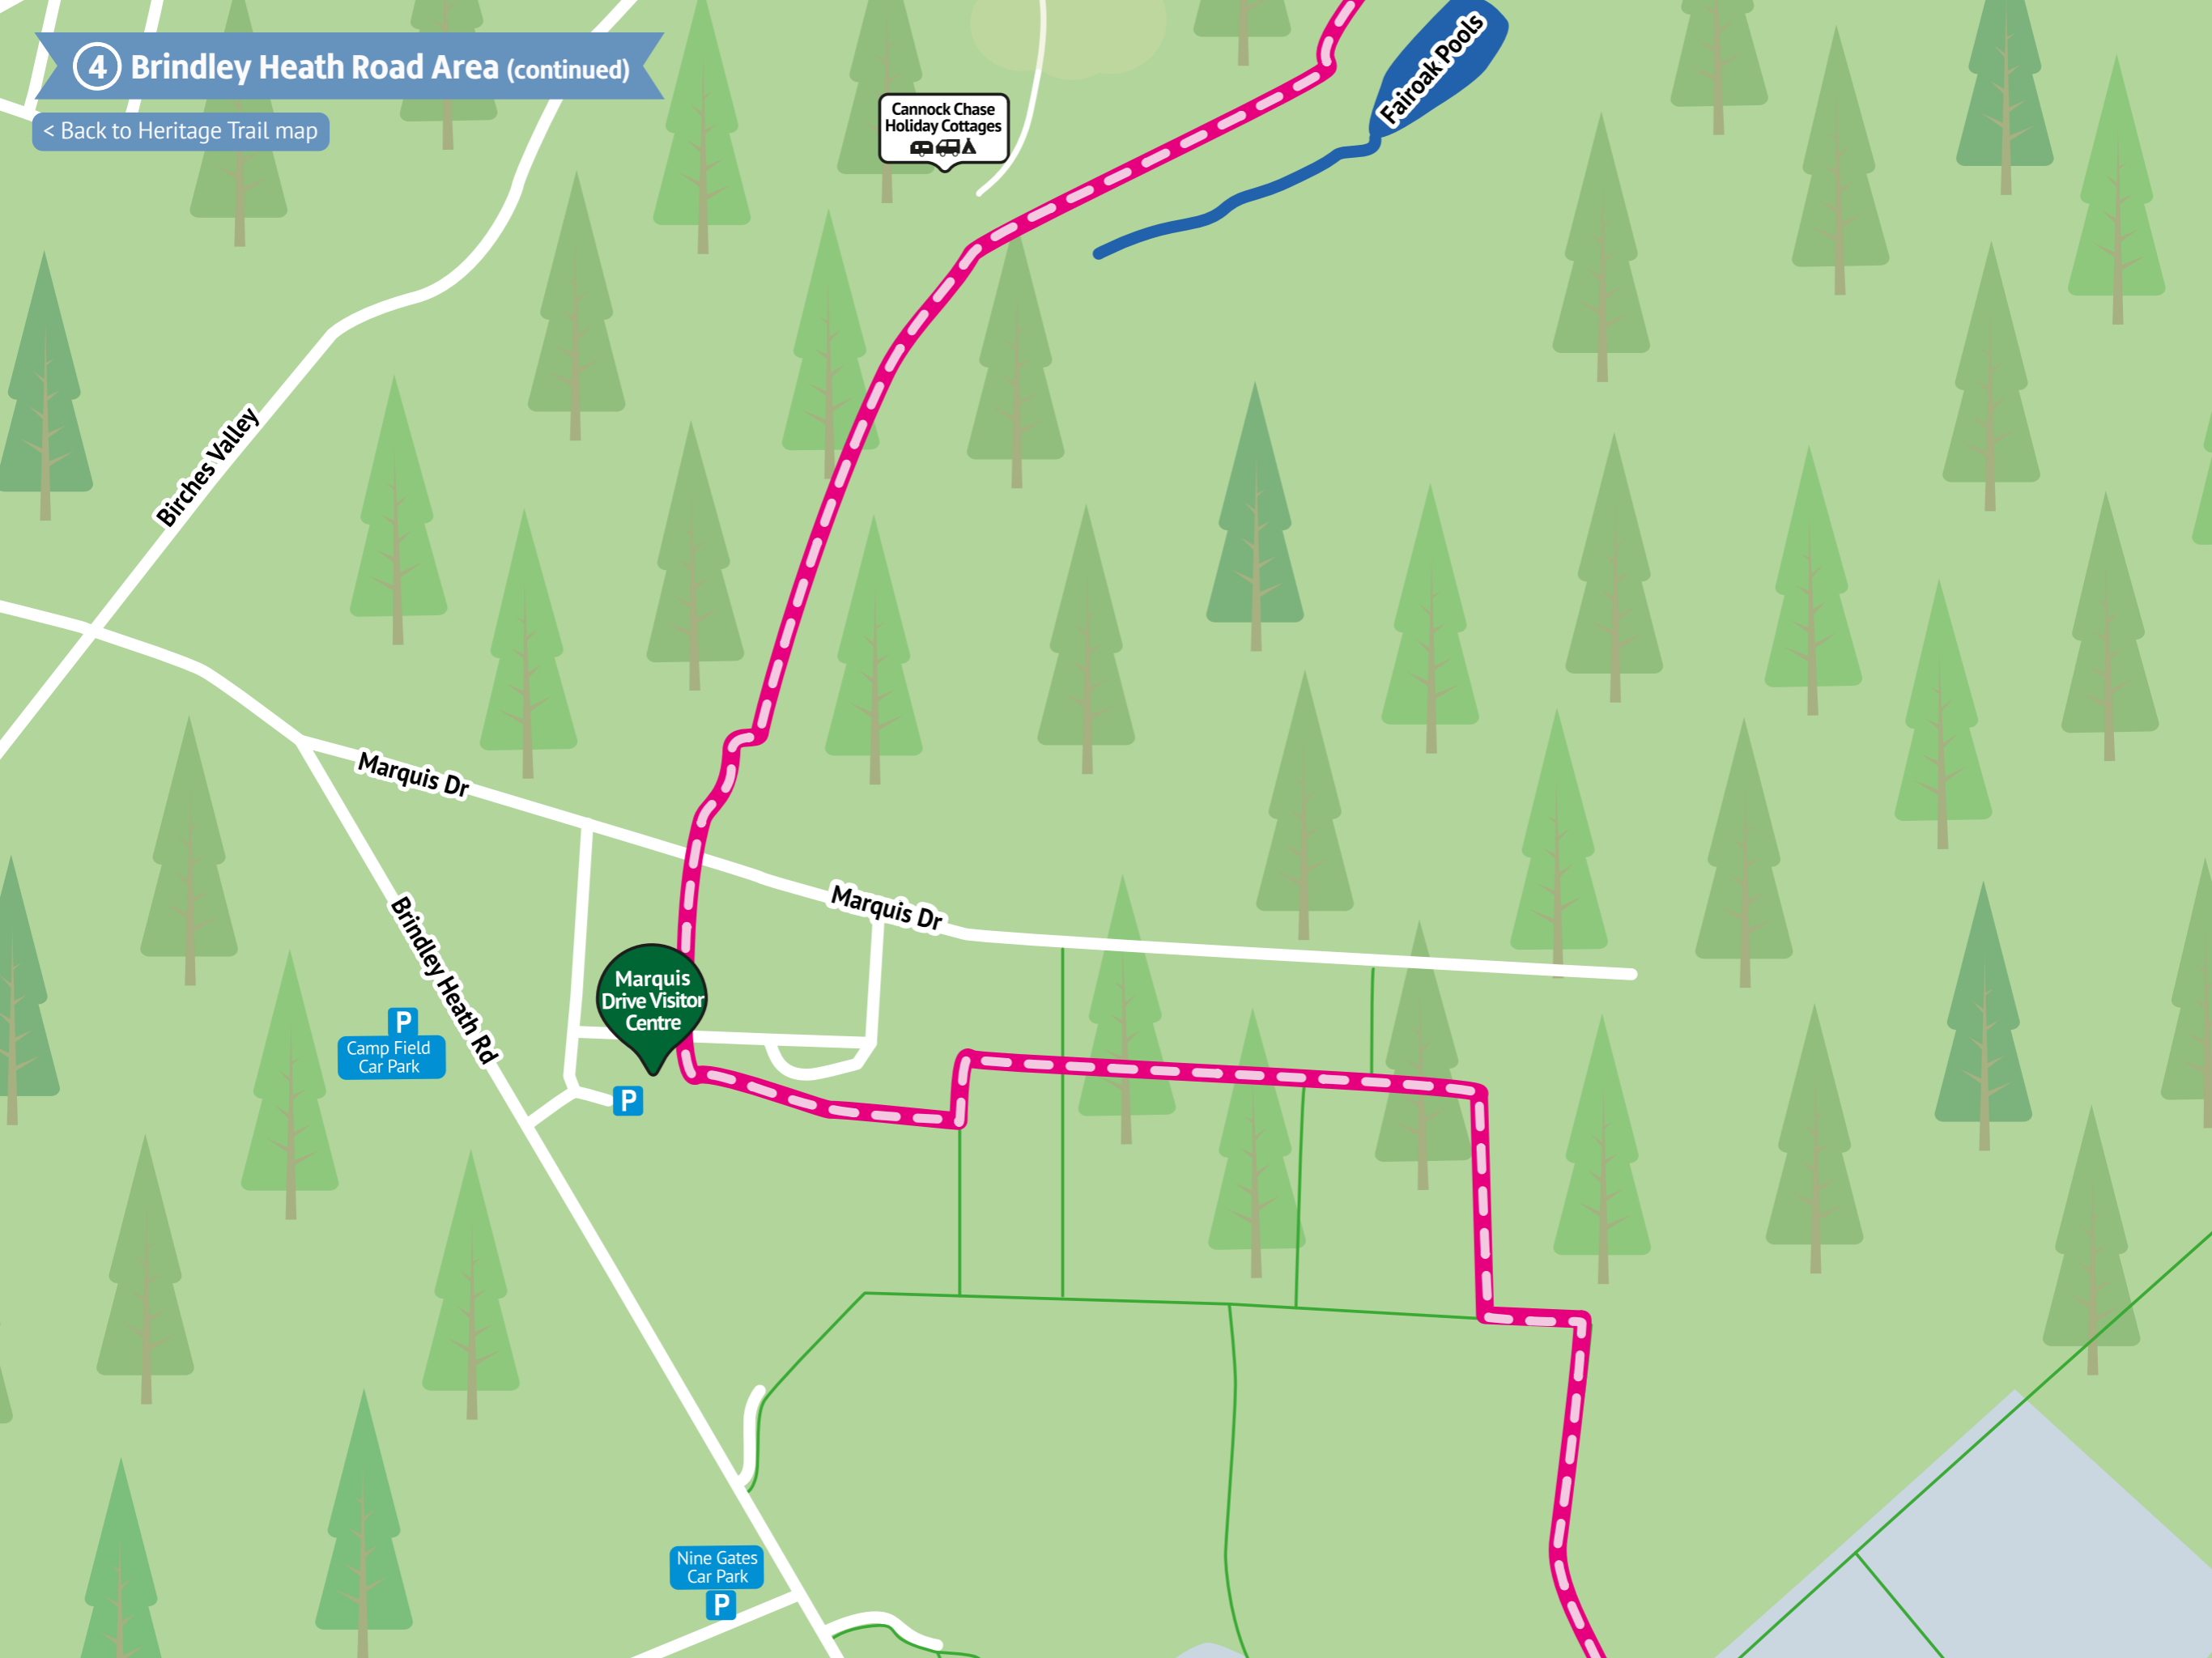 4 Brindley Heath Road Area (continued)
< Back to Heritage Trail map
Cannock Chase
Holiday Cottages
Fairoak Pools
Birches Valley
Marquis Dr
Marquis Dr
Brindley Heath Rd
Marquis
Drive Visitor
Centre
P
Camp Field
Car Park
P
Nine Gates
Car Park
P